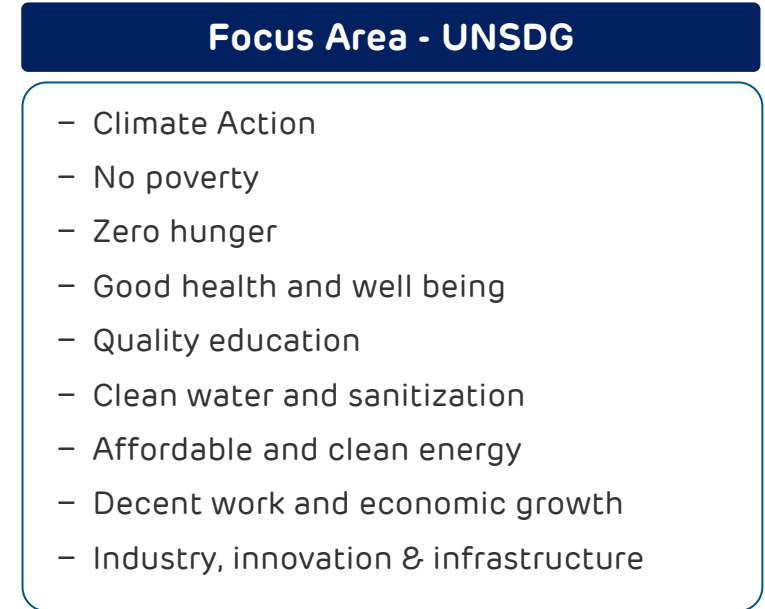 Focus Area - UNSDG
– Climate Action
– No poverty
– Zero hunger
– Good health and well being
– Quality education
– Clean water and sanitization
– Affordable and clean energy
– Decent work and economic growth
– Industry, innovation & infrastructure